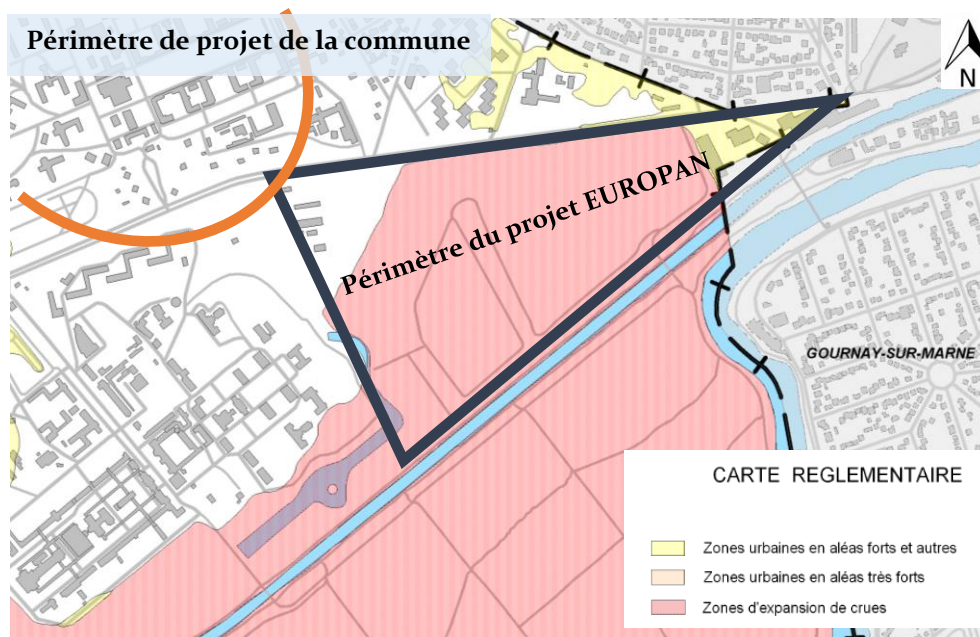 Périmètre de projet de la commune
N
Périmètre du projet EUROPAN
GOURNAY-SUR-MARNE
CARTE REGLEMENTAIRE
Zones urbaines en aléas forts et autres
Zones urbaines en aléas très forts
Zones d'expansion de crues